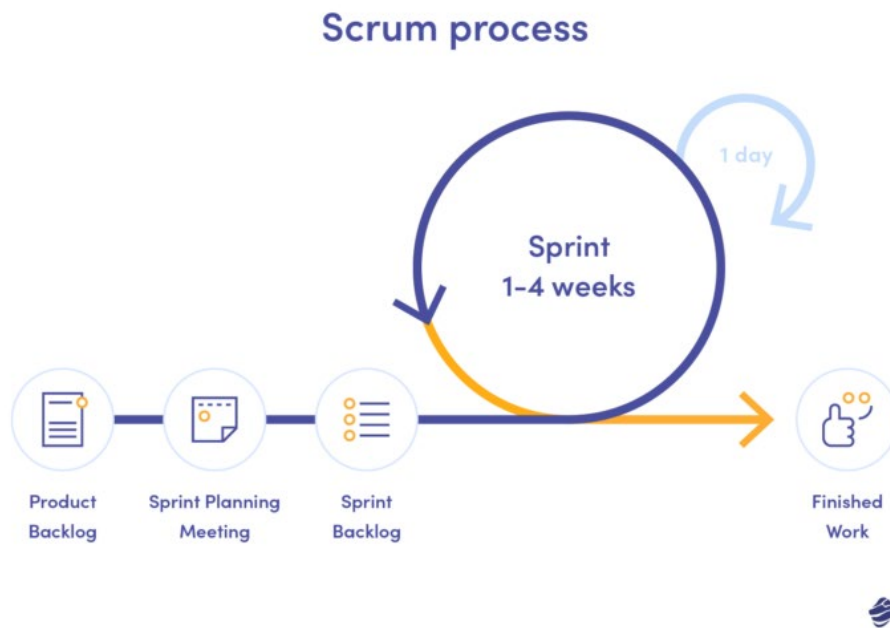 Scrum process
1 day
Sprint
1-4 weeks
Product
Backlog
Sprint Planning
Meeting
Sprint
Backlog
Finished
Work